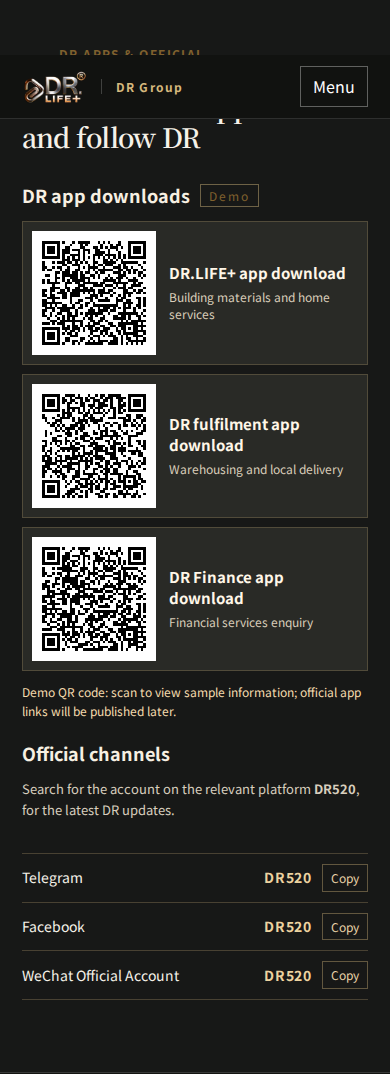 DR APPS & OFFICIAL
DR.®
LIFE+
DR Group
Menu
and follow DR
DR app downloads
Demo
DR.LIFE+ app download
Building materials and home
services
DR fulfilment app
download
Warehousing and local delivery
DR Finance app
download
Financial services enquiry
Demo QR code: scan to view sample information; official app
links will be published later.
Official channels
Search for the account on the relevant platform DR520,
for the latest DR updates.
Telegram
DR520
Copy
Facebook
DR520
Copy
WeChat Official Account
DR520
Copy